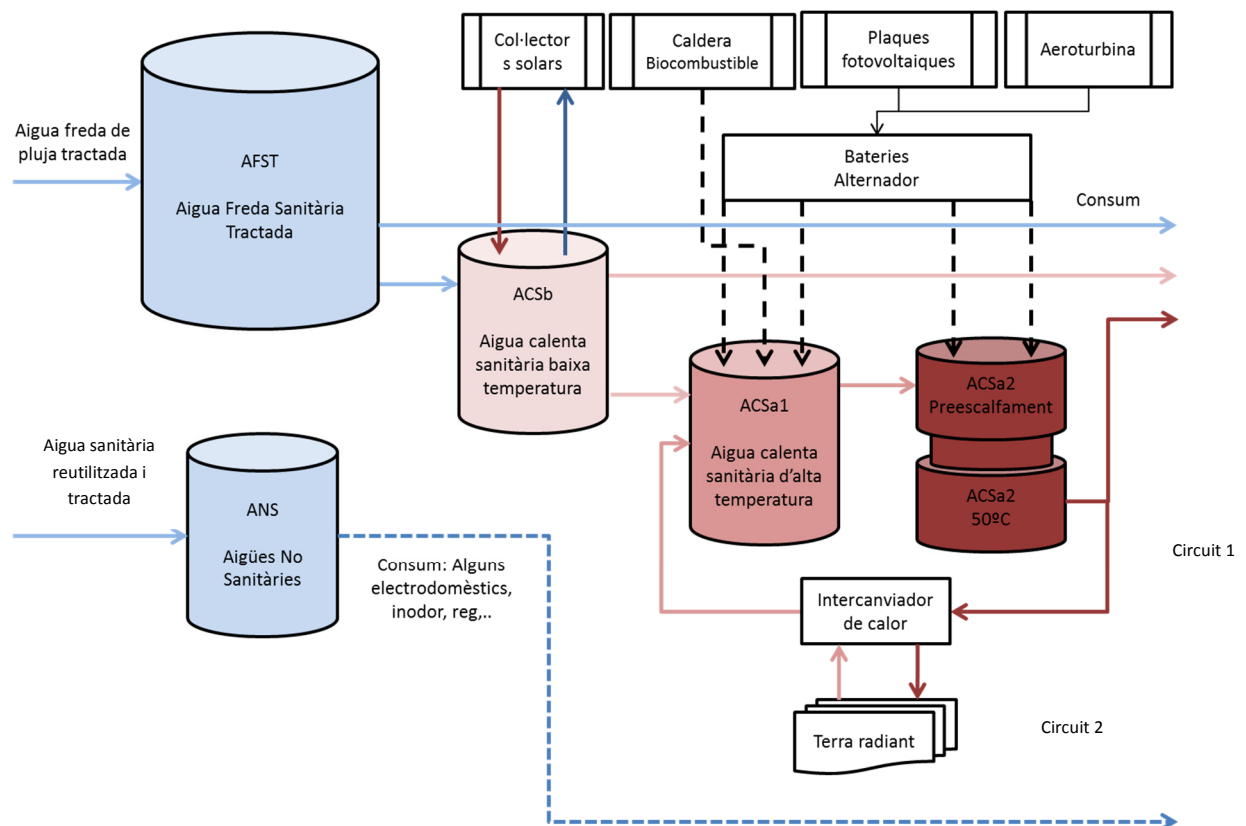 Col·lector
s solars
Caldera
Biocombustible
Plaques
fotovoltaiques
Aeroturbina
Aigua freda de
pluja tractada
AFST
Aigua Freda Sanitària
Tractada
Bateries
Alternador
Consum
ACSb
Aigua calenta
sanitària baixa
temperatura
ACSa1
Aigua calenta
sanitària d'alta
temperatura
ACSa2
Preescalfament
ACSa2
50ºC
Aigua sanitària
reutilitzada i
tractada
ANS
Aigües No
Sanitàries
Consum: Alguns
electrodomèstics,
inodor, reg,..
Circuit 1
Intercanviador
de calor
Terra radiant
Circuit 2